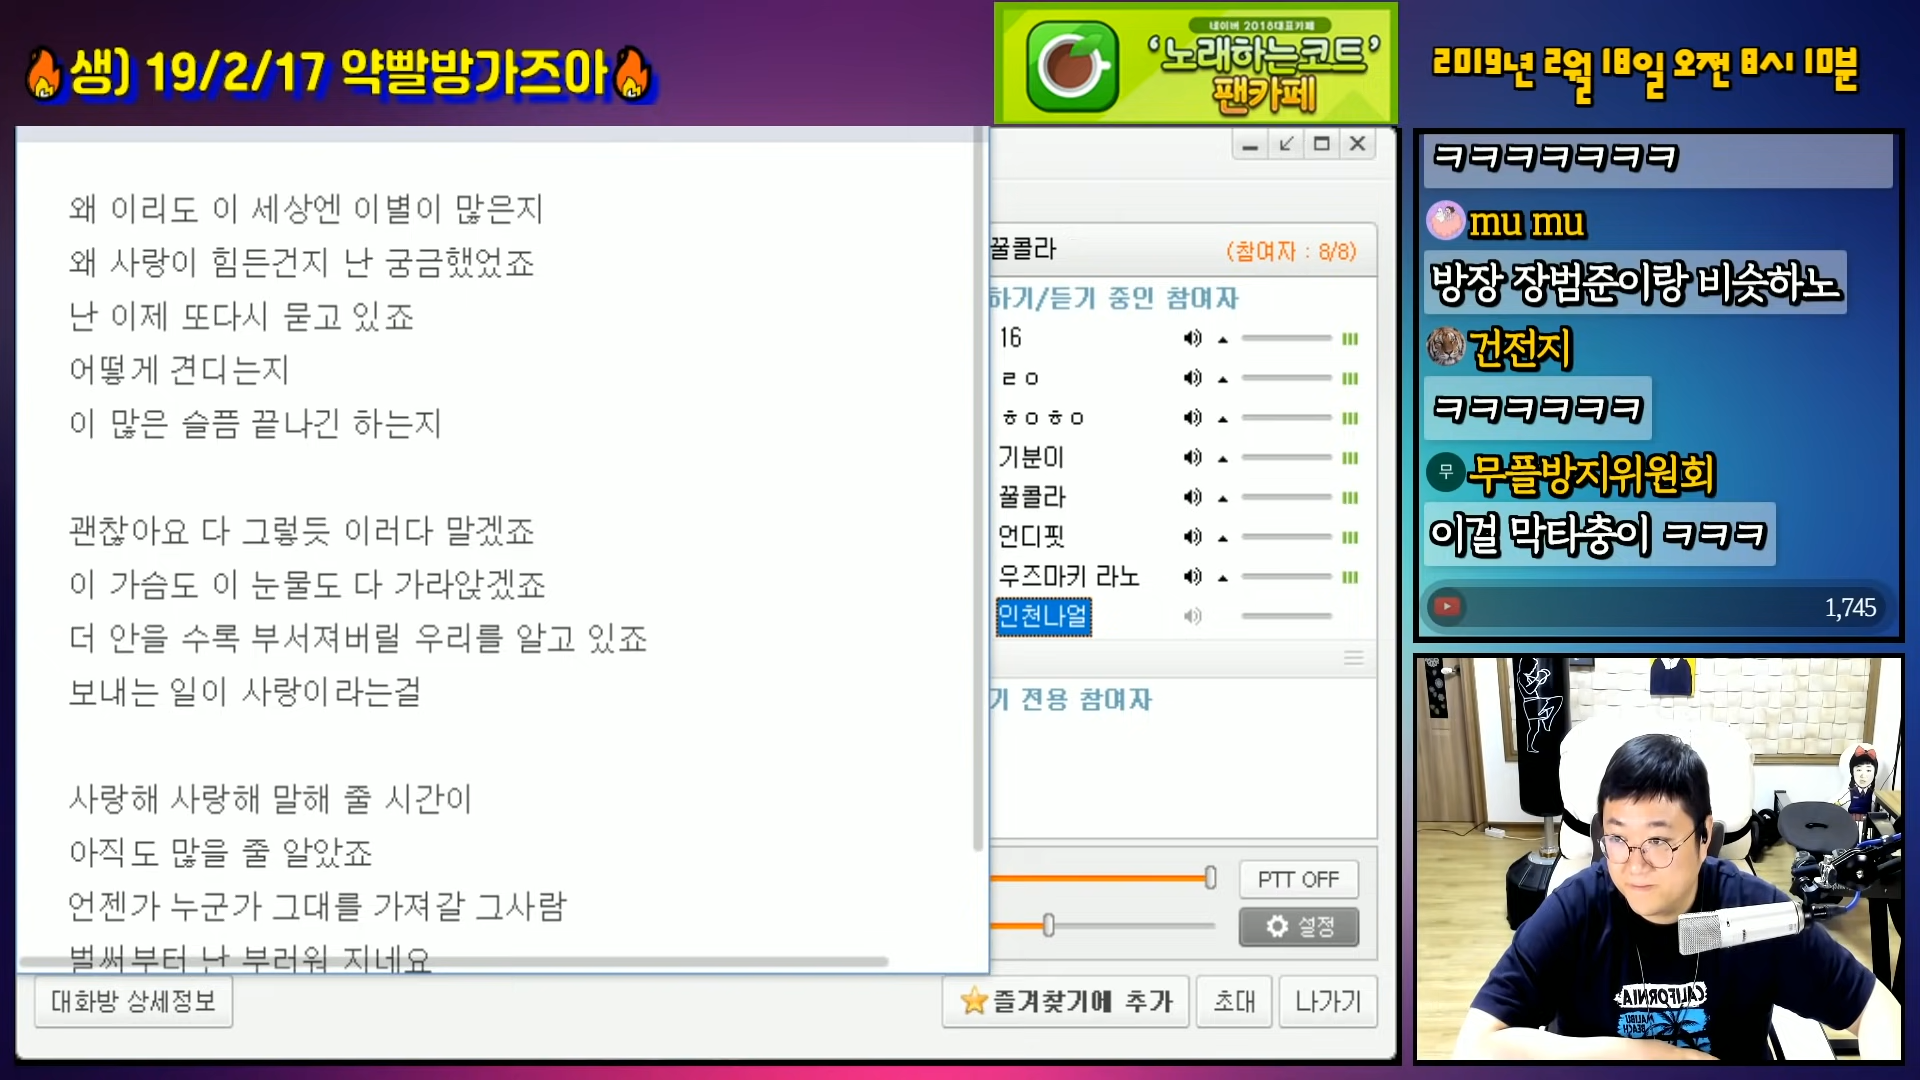 생) 19/2/17 약빨방가즈아
네이버 2018대표카페
'노래하는코트'
팬카페
2019년 2월 18일 오전 8시 10분
왜 이리도 이 세상엔 이별이 많은지
왜 사랑이 힘든건지 난 궁금했었죠
난 이제 또다시 묻고 있죠
어떻게 견디는지
이 많은 슬픔 끝나긴 하는지
괜찮아요 다 그렇듯 이러다 말겠죠
이 가슴도 이 눈물도 다 가라앉겠죠
더 안을 수록 부서져버릴 우리를 알고 있죠
보내는 일이 사랑이라는걸
사랑해 사랑해 말해 줄 시간이
아직도 많을 줄 알았죠
언젠가 누군가 그대를 가져갈 그사람
벌써부터 난 부러워 지네요
대화방 상세정보
꿀콜라
(참여자 : 8/8)
하기/듣기 중인 참여자
16
ㄹㅇ
ㅎㅇㅎㅇ
기분이
꿀콜라
언디핏
우즈마키 라노
인천나얼
기 전용 참여자
PTT OFF
설정
즐겨찾기에 추가
초대
나가기
ㅋㅋㅋㅋㅋㅋㅋ
mu mu
방장 장범준이랑 비슷하노
건전지
ㅋㅋㅋㅋㅋㅋ
무
무플방지위원회
이걸 막타충이 ㅋㅋㅋ
1,745
CALIFORNIA
MALIBU
BEACH